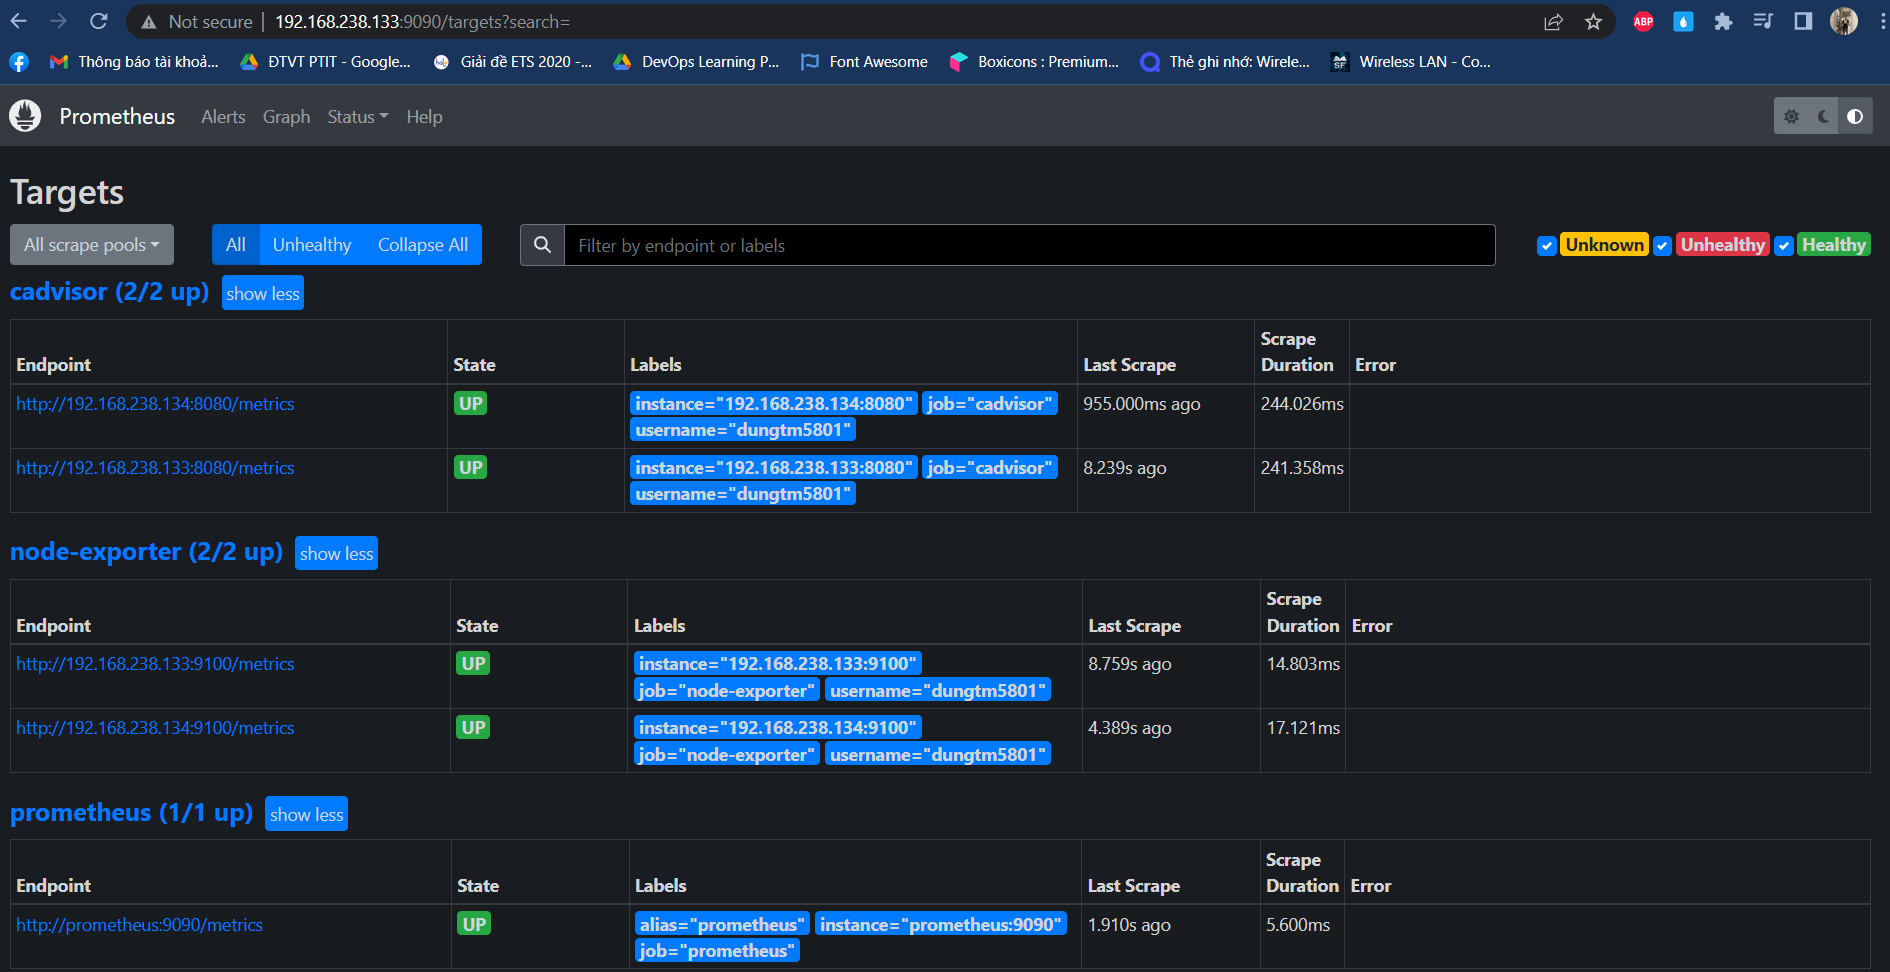 Not secure | 192.168.238.133:9090/targets?search=
ABP
Thông báo tài khoả... ĐTVT PTIT - Google... Giải đề ETS 2020 -... DevOps Learning P... Font Awesome Boxicons : Premium... Thẻ ghi nhớ: Wirele... SF Wireless LAN - Co...
Prometheus Alerts Graph Status Help
Targets
All scrape pools All Unhealthy Collapse All Filter by endpoint or labels Unknown Unhealthy Healthy
cadvisor (2/2 up) show less
Endpoint State Labels Last Scrape Scrape Duration Error
http://192.168.238.134:8080/metrics UP instance="192.168.238.134:8080" job="cadvisor" 955.000ms ago 244.026ms
username="dungtm5801"
http://192.168.238.133:8080/metrics UP instance="192.168.238.133:8080" job="cadvisor" 8.239s ago 241.358ms
username="dungtm5801"
node-exporter (2/2 up) show less
Endpoint State Labels Last Scrape Scrape Duration Error
http://192.168.238.133:9100/metrics UP instance="192.168.238.133:9100" 8.759s ago 14.803ms
job="node-exporter" username="dungtm5801"
http://192.168.238.134:9100/metrics UP instance="192.168.238.134:9100" 4.389s ago 17.121ms
job="node-exporter" username="dungtm5801"
prometheus (1/1 up) show less
Endpoint State Labels Last Scrape Scrape Duration Error
http://prometheus:9090/metrics UP alias="prometheus" instance="prometheus:9090" 1.910s ago 5.600ms
job="prometheus"